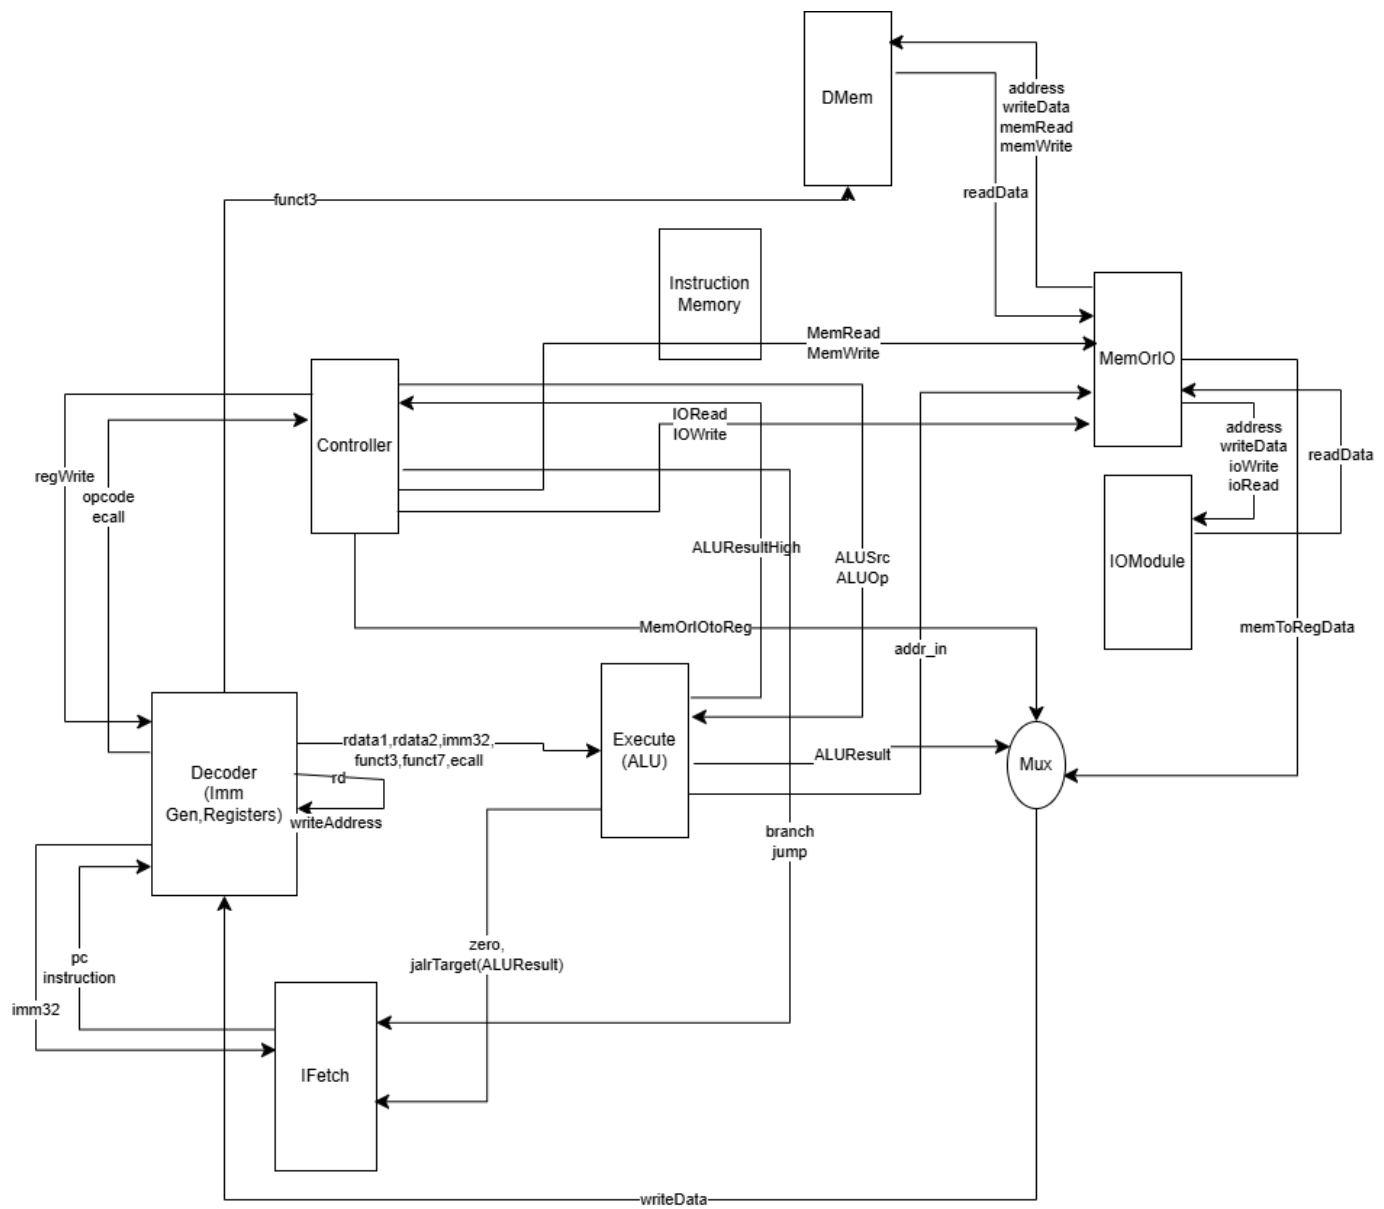 DMem
address
writeData
memRead
memWrite
readData
funct3
Instruction
Memory
MemRead
MemWrite
MemOrIO
Controller
IORead
IOWrite
address
writeData
ioWrite
ioRead
readData
regWrite
opcode
ecall
ALUResultHigh
ALUSrc
ALUOp
IOModule
MemOrIOtoReg
addr_in
memToRegData
rdata1,rdata2,imm32,
funct3,funct7,ecall
Execute
(ALU)
ALUResult
Mux
Decoder
(Imm
Gen,Registers)
rd
writeAddress
branch
jump
zero,
jalrTarget(ALUResult)
pc
instruction
imm32
IFetch
writeData